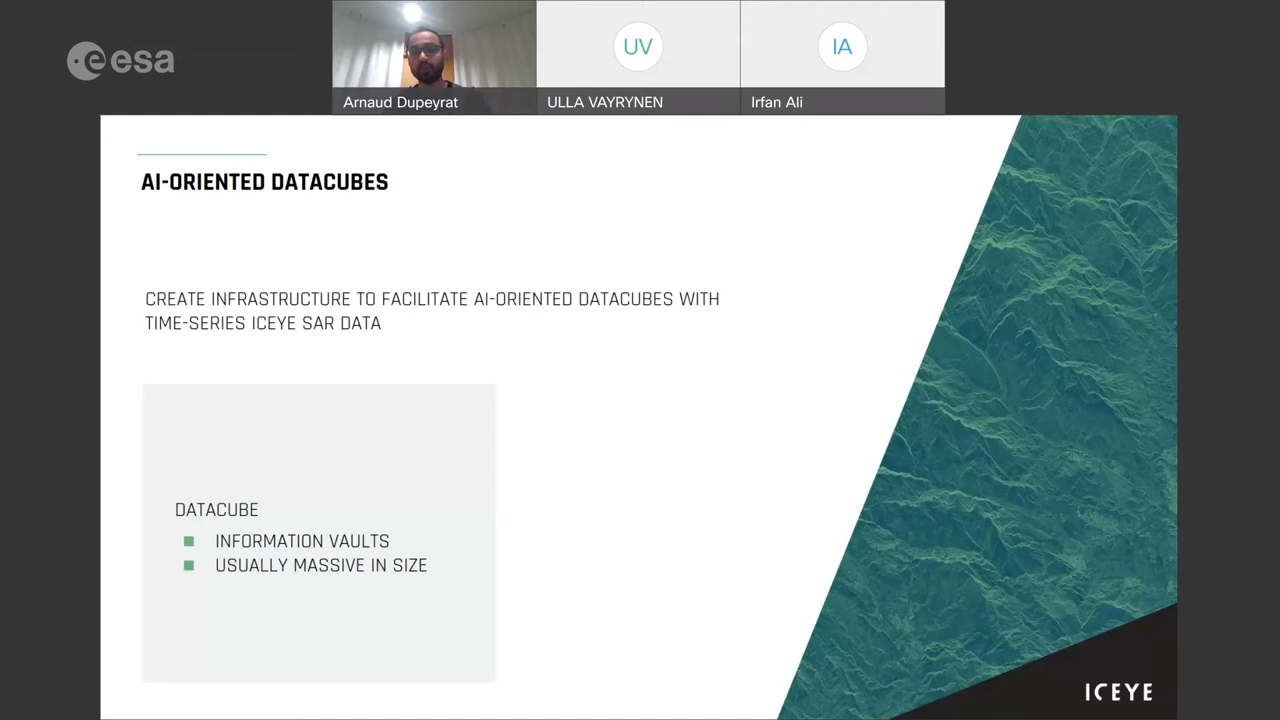 esa
UV
IA
Arnaud Dupeyrat
ULLA VAYRYNEN
Irfan Ali
AI-ORIENTED DATACUBES
CREATE INFRASTRUCTURE TO FACILITATE AI-ORIENTED DATACUBES WITH
TIME-SERIES ICEYE SAR DATA
DATACUBE
INFORMATION VAULTS
USUALLY MASSIVE IN SIZE
ICEYE